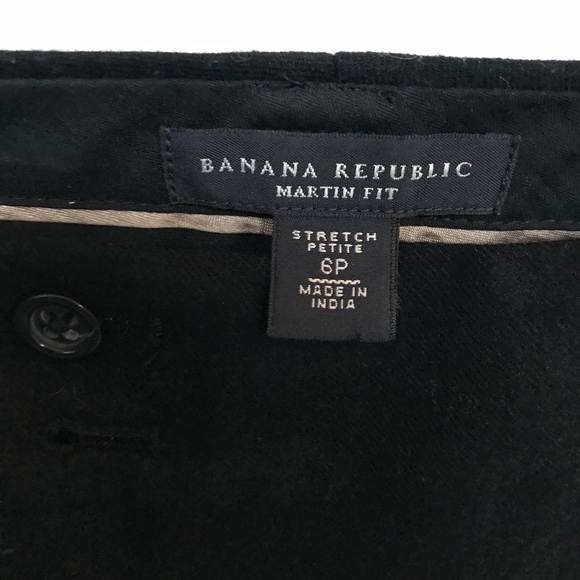 BANANA REPUBLIC
MARTIN FIT
STRETCH
PETITE
6P
MADE IN
INDIA